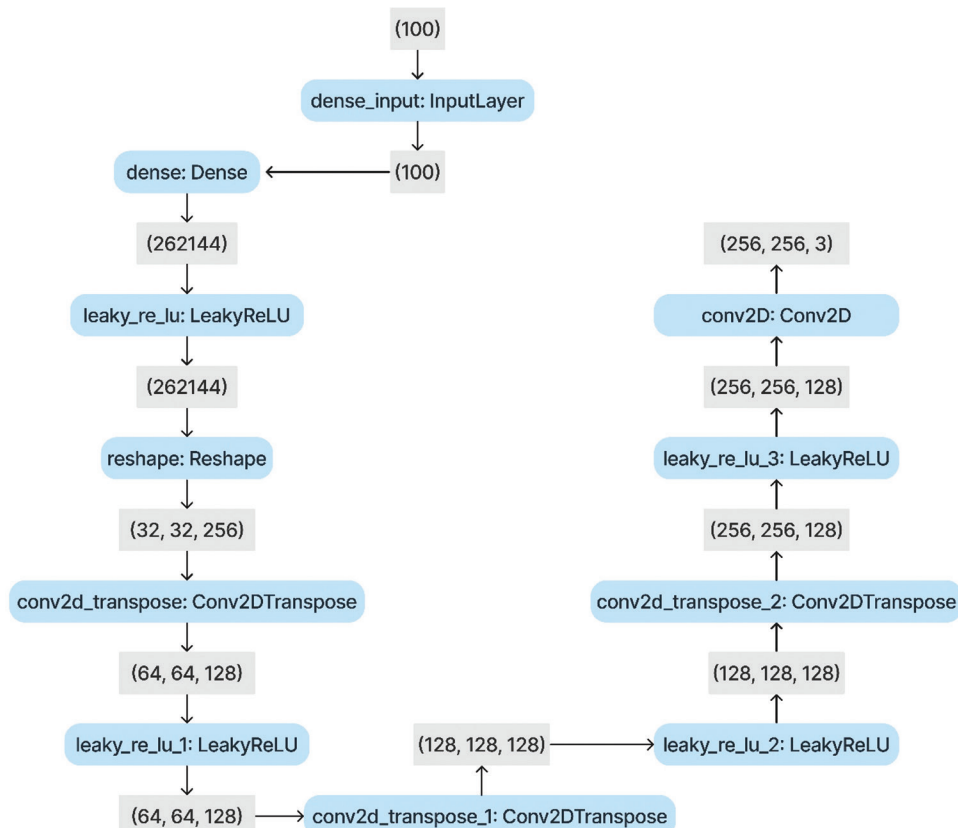 (100)
dense_input: InputLayer
(100)
dense: Dense
(262144)
leaky_re_lu: LeakyReLU
(262144)
reshape: Reshape
(32, 32, 256)
conv2d_transpose: Conv2DTranspose
(64, 64, 128)
leaky_re_lu_1: LeakyReLU
(64, 64, 128)
conv2d_transpose_1: Conv2DTranspose
(128, 128, 128)
leaky_re_lu_2: LeakyReLU
(128, 128, 128)
conv2d_transpose_2: Conv2DTranspose
(256, 256, 128)
leaky_re_lu_3: LeakyReLU
(256, 256, 128)
conv2D: Conv2D
(256, 256, 3)